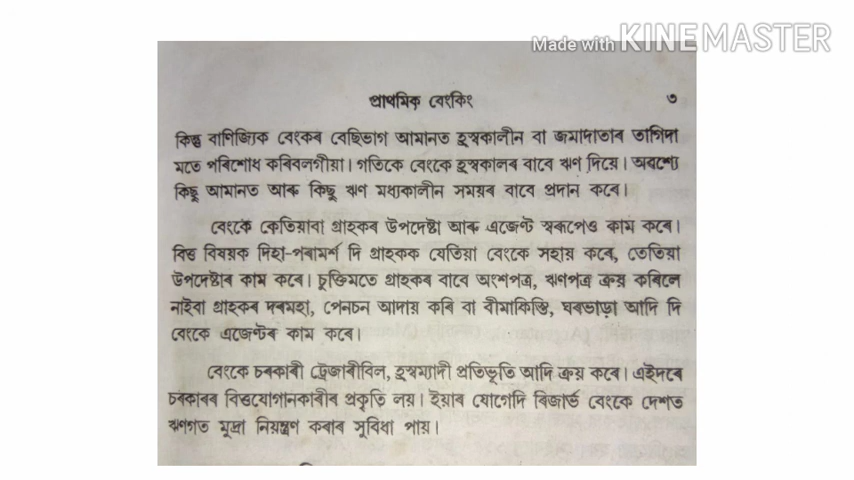 Made with KINEMASTER
প্ৰাথমিক বেংকিং ৩
কিন্তু বাণিজ্যিক বেংকৰ বেছিভাগ আমানত হ্ৰস্বকালীন বা জমাদাতাৰ তাগিদা
মতে পৰিশোধ কৰিবলগীয়া। গতিকে বেংকে হ্ৰস্বকালৰ বাবে ঋণ দিয়ে। অৱশ্যে
কিছু আমানত আৰু কিছু ঋণ মধ্যকালীন সময়ৰ বাবে প্ৰদান কৰে।
বেংকে কেতিয়াবা গ্ৰাহকৰ উপদেষ্টা আৰু এজেণ্ট স্বৰূপেও কাম কৰে।
বিত্ত বিষয়ক দিহা-পৰামৰ্শ দি গ্ৰাহকক যেতিয়া বেংকে সহায় কৰে, তেতিয়া
উপদেষ্টাৰ কাম কৰে। চুক্তিমতে গ্ৰাহকৰ বাবে অংশপত্ৰ, ঋণপত্ৰ ক্ৰয় কৰিলে
নাইবা গ্ৰাহকৰ দৰমহা, পেনচন আদায় কৰি বা বীমাকিস্তি, ঘৰভাড়া আদি দি
বেংকে এজেণ্টৰ কাম কৰে।
বেংকে চৰকাৰী ট্ৰেজাৰীবিল, হ্ৰস্বম্যাদী প্ৰতিভূতি আদি ক্ৰয় কৰে। এইদৰে
চৰকাৰৰ বিত্তযোগানকাৰীৰ প্ৰকৃতি লয়। ইয়াৰ যোগেদি ৰিজাৰ্ভ বেংকে দেশত
ঋণগত মুদ্ৰা নিয়ন্ত্ৰণ কৰাৰ সুবিধা পায়।